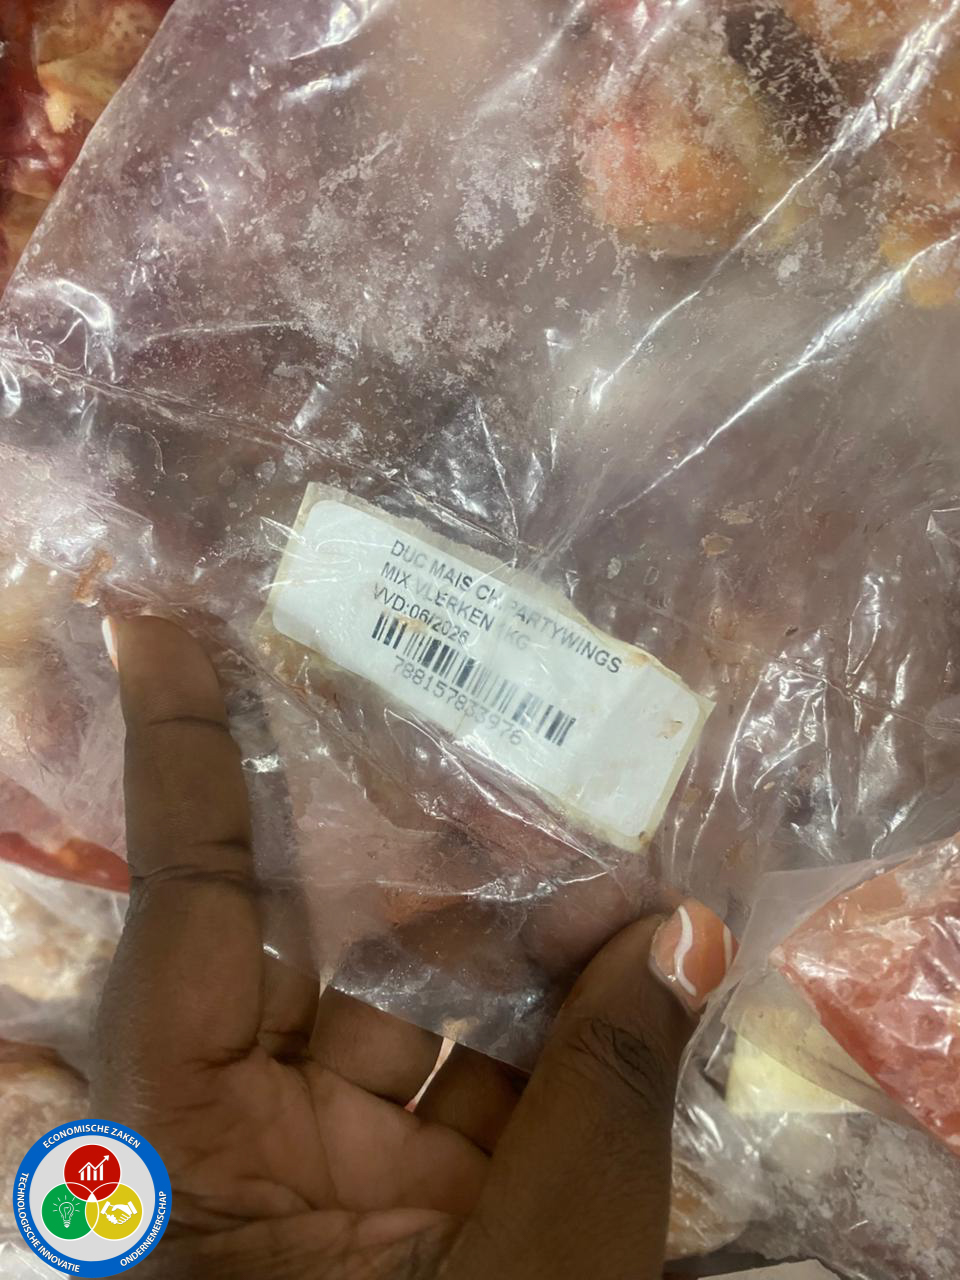 DUC MAIS CH.PARTYWINGS
MIX VLERKEN 1KG
VVD:06/2026
788157833976
ECONOMISCHE ZAKEN
TECHNOLOGISCHE INNOVATIE
ONDERNEMERSCHAP